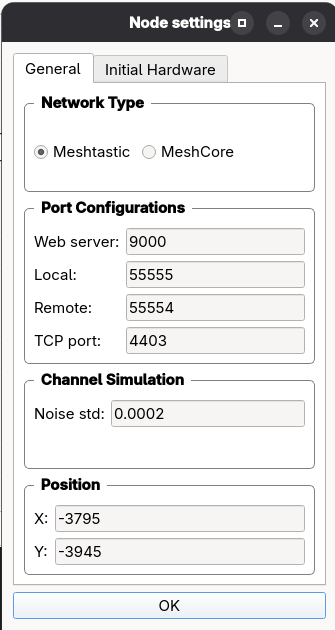 Node settings
General
Initial Hardware
Network Type
Meshtastic
MeshCore
Port Configurations
Web server: 9000
Local: 55555
Remote: 55554
TCP port: 4403
Channel Simulation
Noise std: 0.0002
Position
X: -3795
Y: -3945
OK